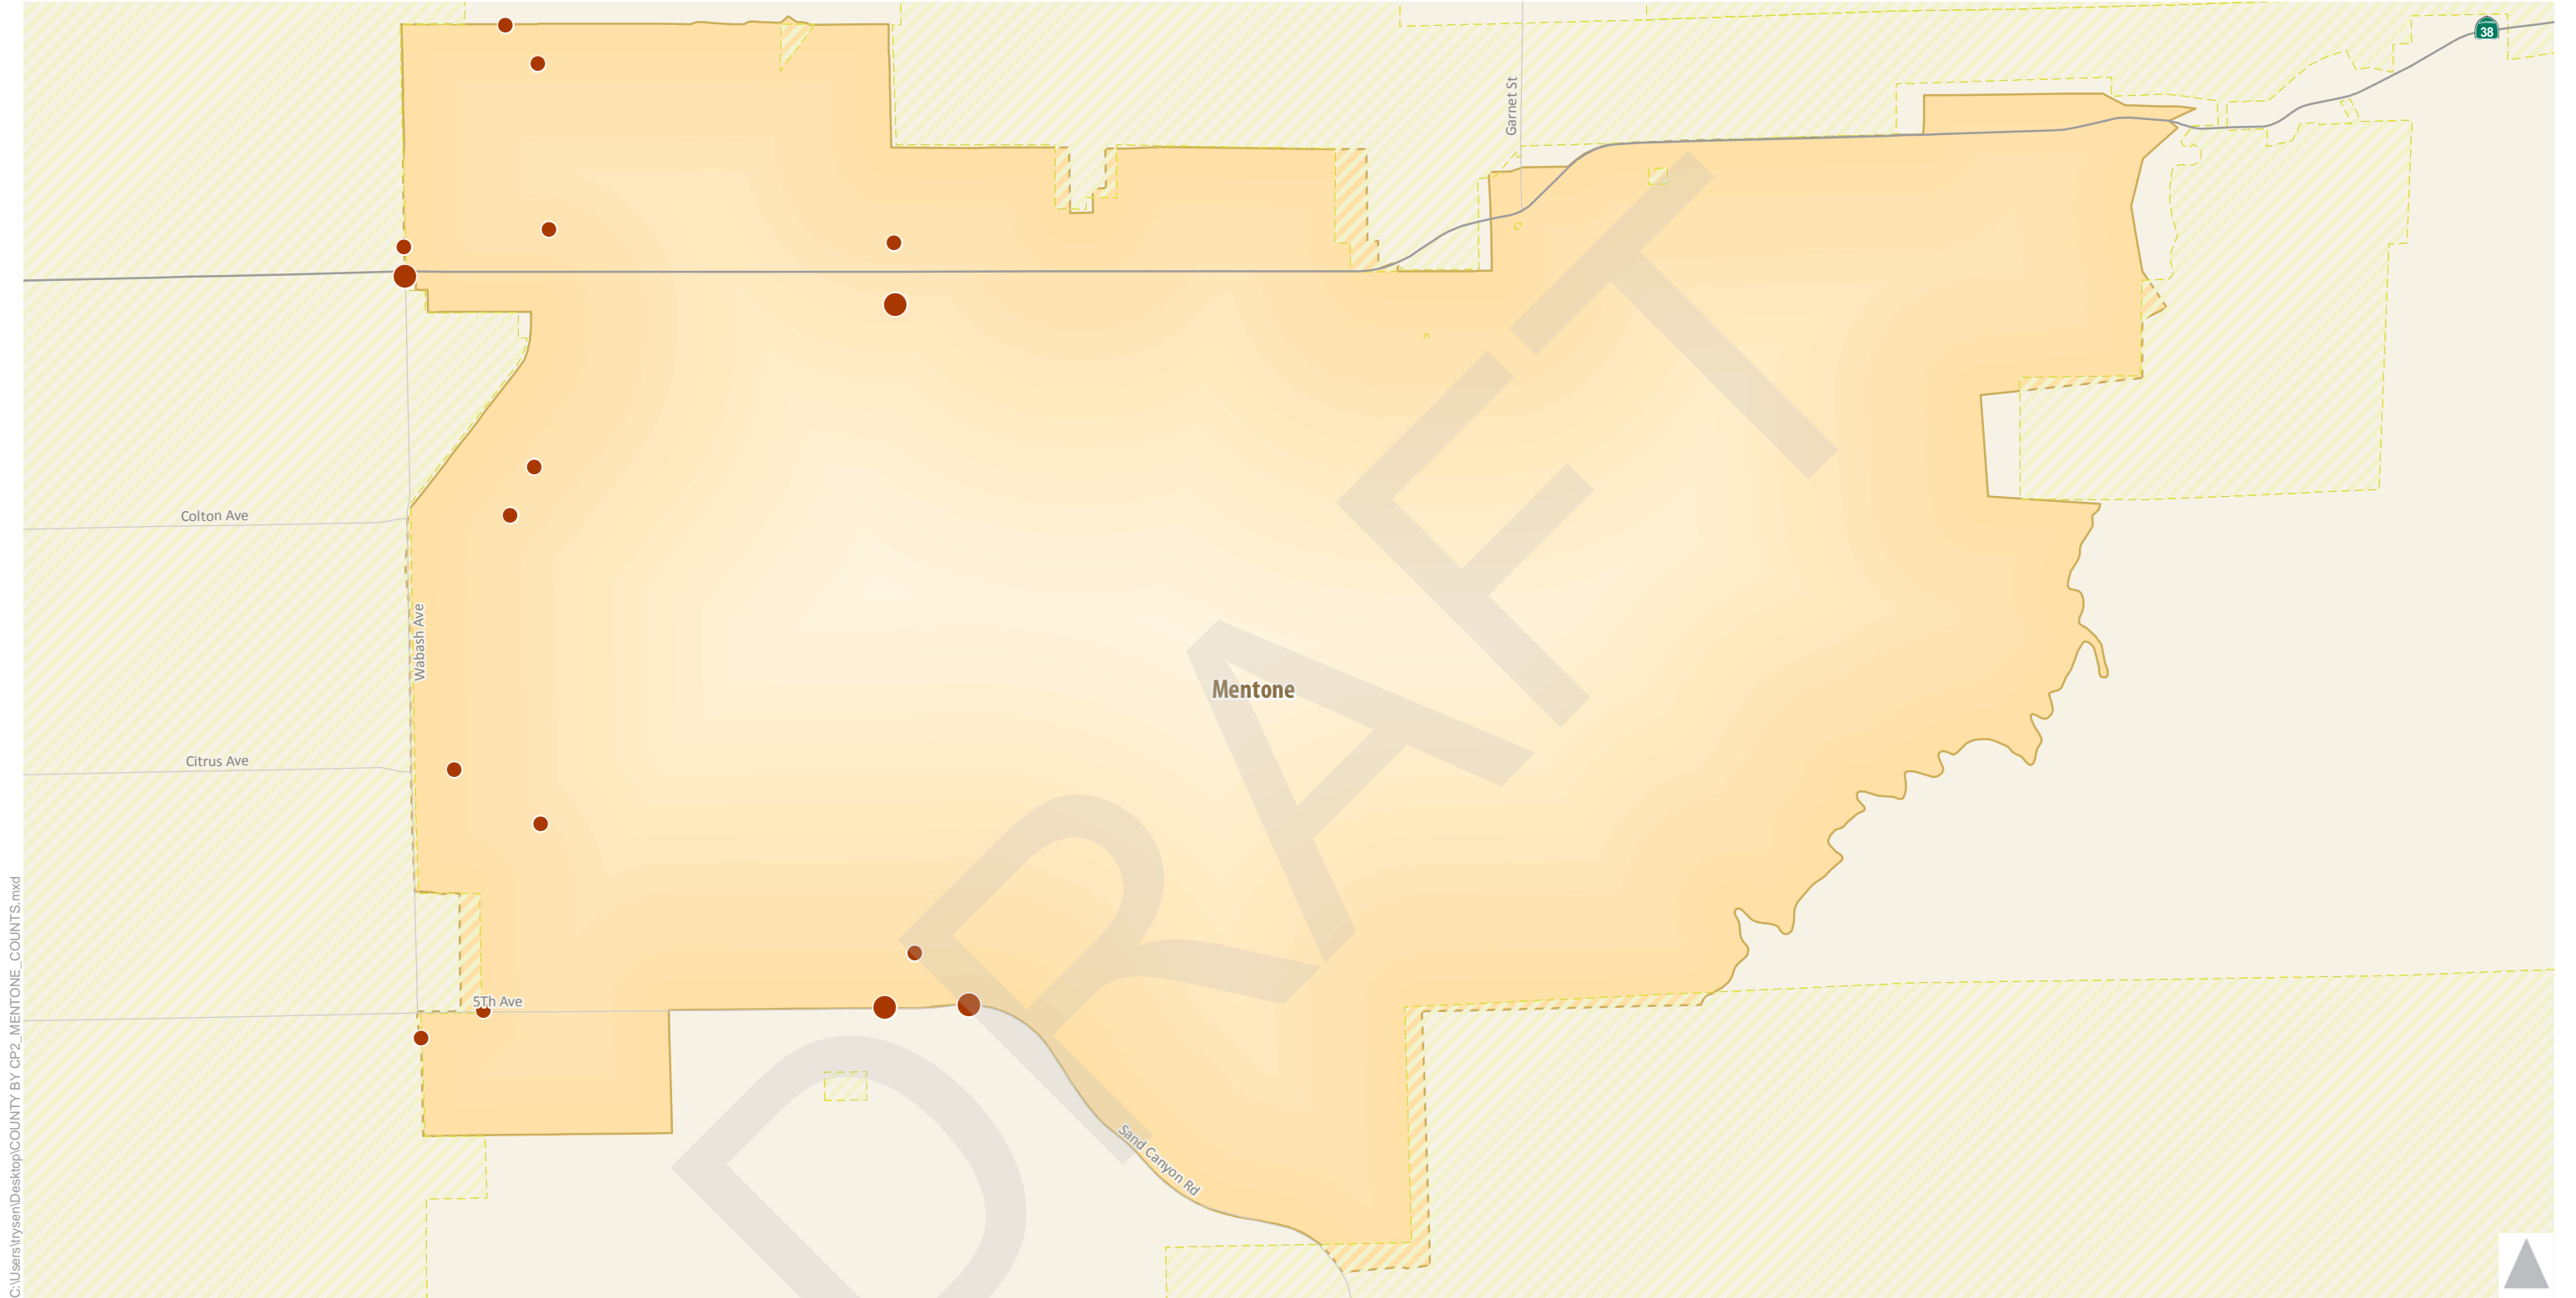 38
Garnet St
Colton Ave
Wabash Ave
Mentone
Citrus Ave
5Th Ave
Sand Canyon Rd
DRAFT
C:\Users\trysen\Desktop\COUNTY BY CP2_MENTONE_COUNTS.mxd